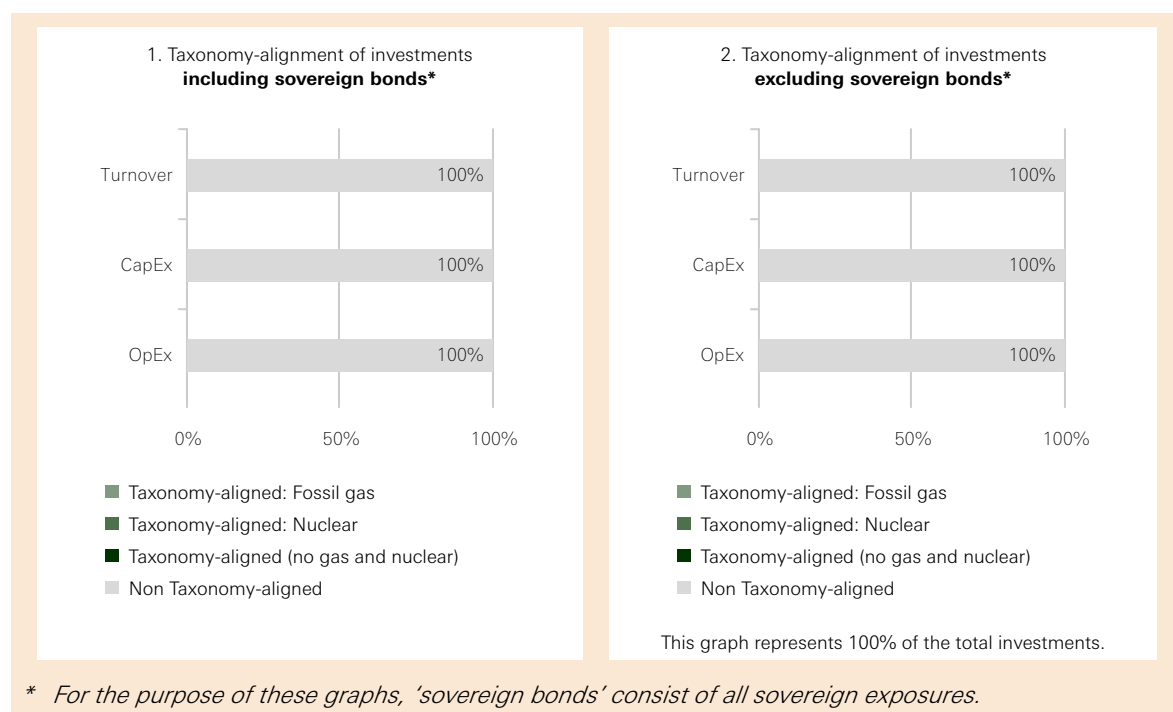 1. Taxonomy-alignment of investments
including sovereign bonds*
Turnover 100%
CapEx 100%
OpEx 100%
0% 50% 100%
Taxonomy-aligned: Fossil gas
Taxonomy-aligned: Nuclear
Taxonomy-aligned (no gas and nuclear)
Non Taxonomy-aligned
2. Taxonomy-alignment of investments
excluding sovereign bonds*
Turnover 100%
CapEx 100%
OpEx 100%
0% 50% 100%
Taxonomy-aligned: Fossil gas
Taxonomy-aligned: Nuclear
Taxonomy-aligned (no gas and nuclear)
Non Taxonomy-aligned
This graph represents 100% of the total investments.
* For the purpose of these graphs, ‘sovereign bonds’ consist of all sovereign exposures.